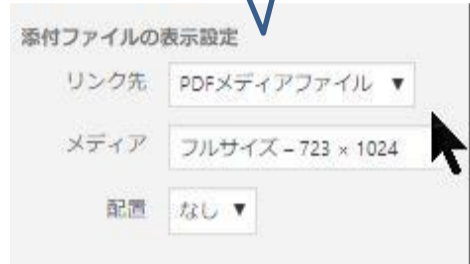 添付ファイルの表示設定
リンク先 PDFメディアファイル ▼
メディア フルサイズ – 723 × 1024
配置 なし ▼